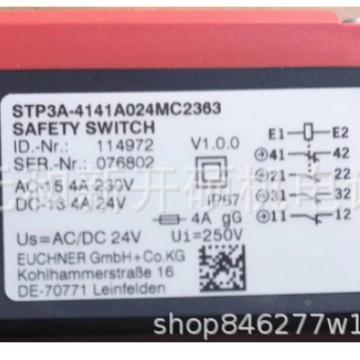 STP3A-4141A024MC2363
SAFETY SWITCH
ID.-Nr.: 114972 V1.0.0
SER.-Nr.: 076802
AC-15 4A 230V
DC-13 4A 24V IP67
4A gG
Us=AC/DC 24V Ui=250V
EUCHNER GmbH+Co.KG
Kohlhammerstraße 16
DE-70771 Leinfelden
E1 E2
41 42
21 22
31 32
11 12
shop846277w1